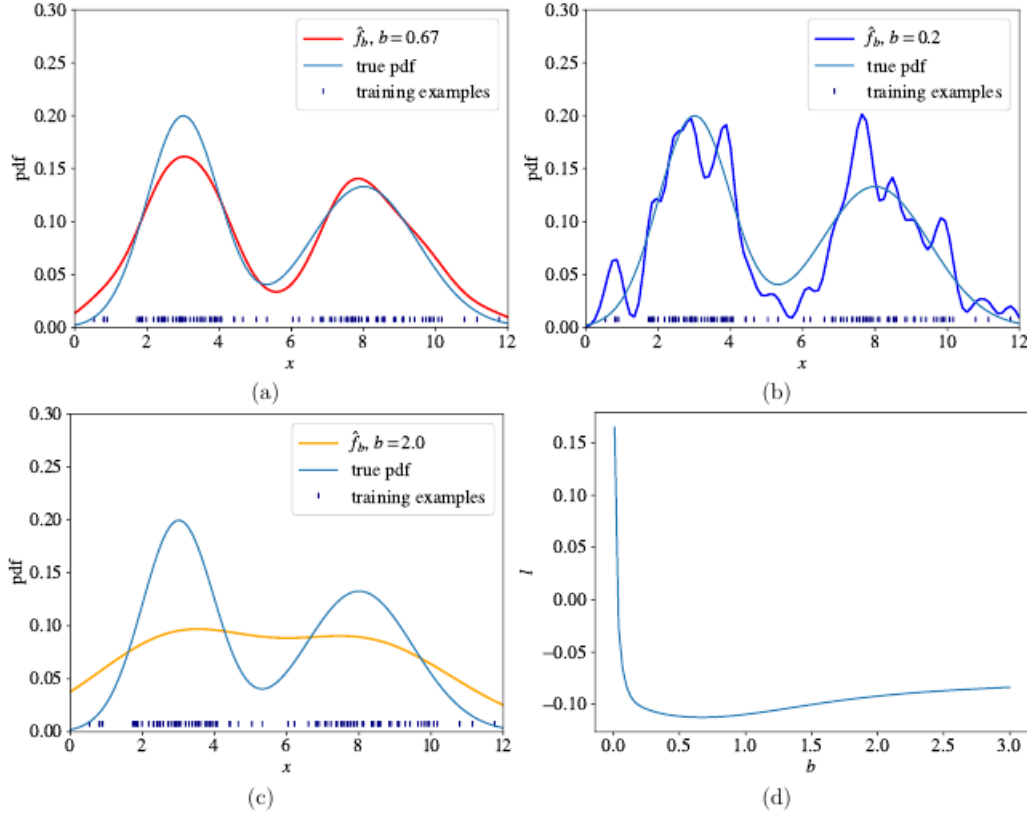 0.30
0.25
0.20
0.15
0.10
0.05
0.00
pdf
f̂b, b = 0.67
true pdf
training examples
0 2 4 6 8 10 12
x
(a)
0.30
0.25
0.20
0.15
0.10
0.05
0.00
pdf
f̂b, b = 0.2
true pdf
training examples
0 2 4 6 8 10 12
x
(b)
0.30
0.25
0.20
0.15
0.10
0.05
0.00
pdf
f̂b, b = 2.0
true pdf
training examples
0 2 4 6 8 10 12
x
(c)
0.15
0.10
0.05
0.00
−0.05
−0.10
l
0.0 0.5 1.0 1.5 2.0 2.5 3.0
b
(d)